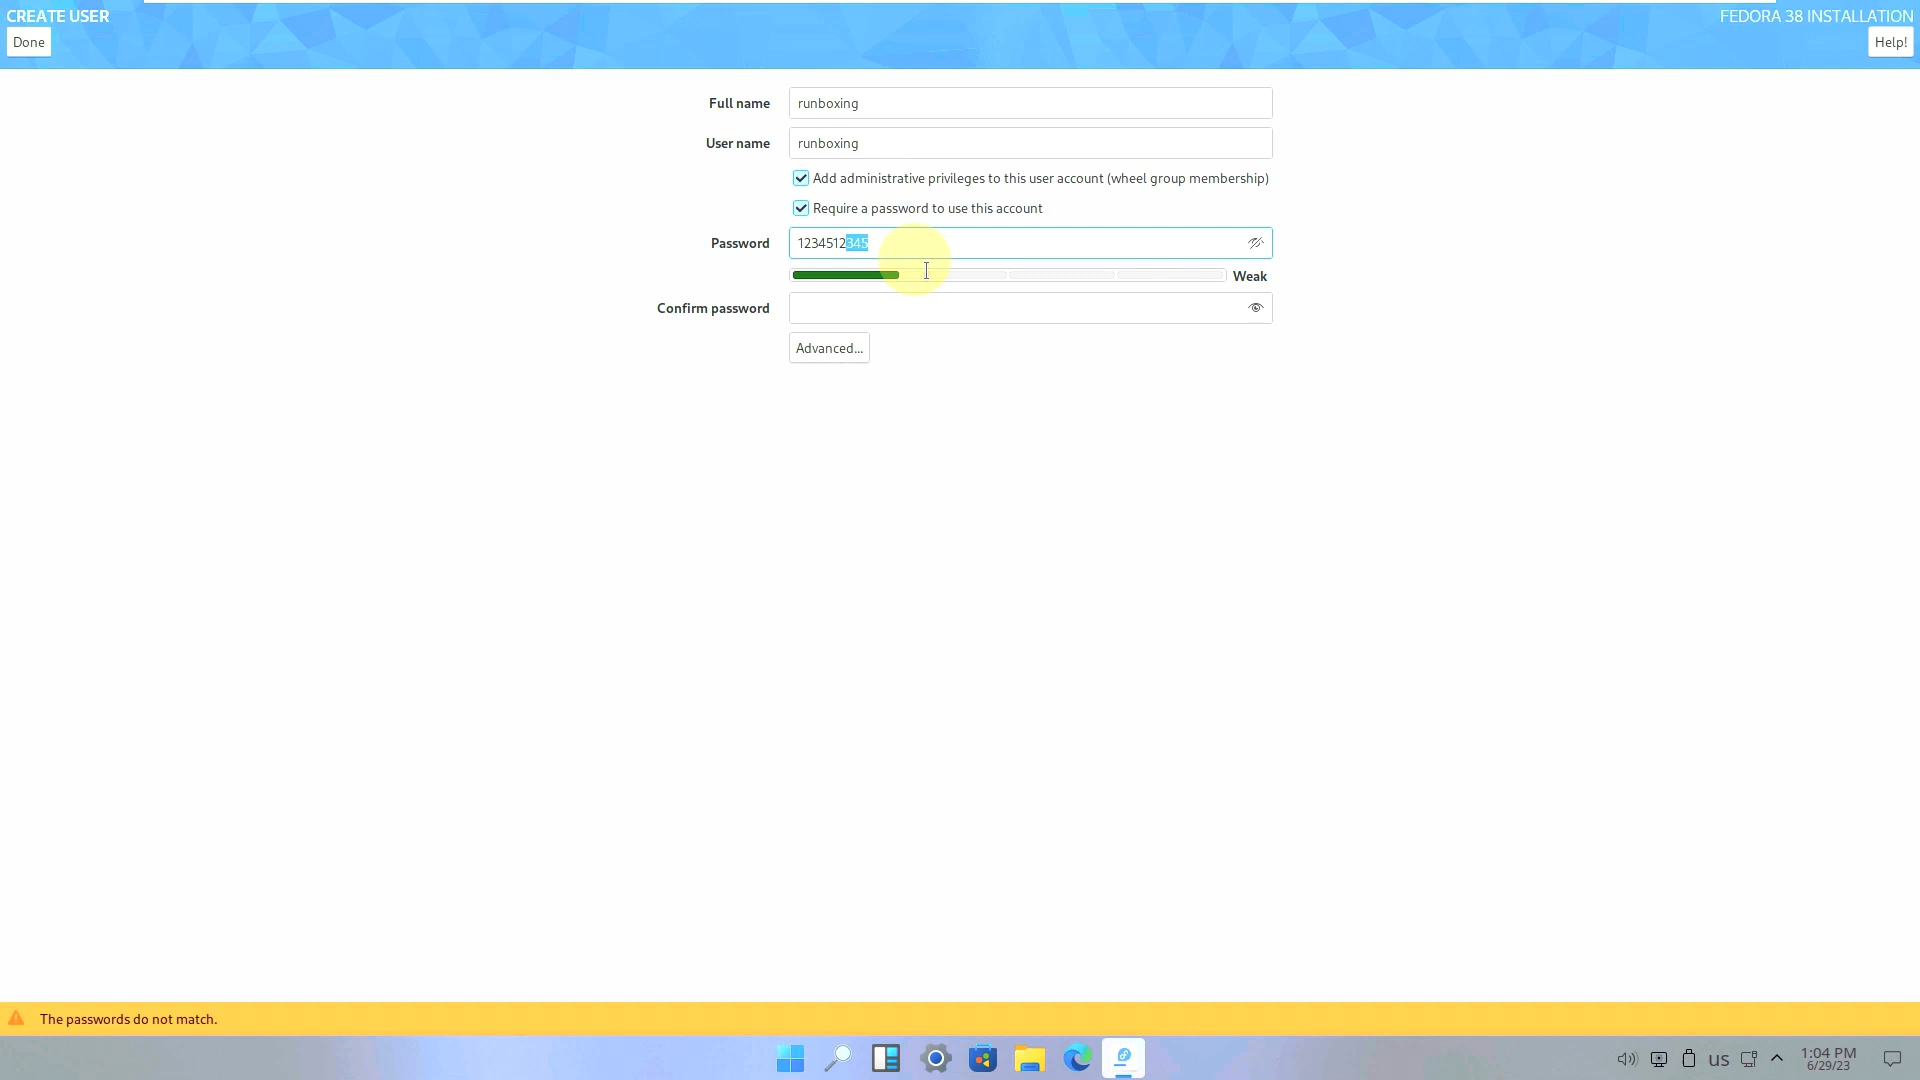 CREATE USER
FEDORA 38 INSTALLATION
Done
Help!
Full name
runboxing
User name
runboxing
Add administrative privileges to this user account (wheel group membership)
Require a password to use this account
Password
1234512345
Weak
Confirm password
Advanced...
The passwords do not match.
us
1:04 PM
6/29/23